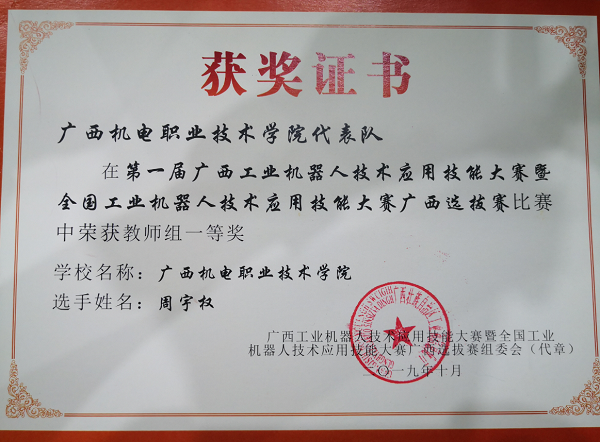 获奖证书
广西机电职业技术学院代表队
在第一届广西工业机器人技术应用技能大赛暨
全国工业机器人技术应用技能大赛广西选拔赛比赛
中荣获教师组一等奖
学校名称：广西机电职业技术学院
选手姓名：周宇权
广西工业机器人技术应用技能大赛暨全国工业
机器人技术应用技能大赛广西选拔赛组委会（代章）
二〇一九年十月